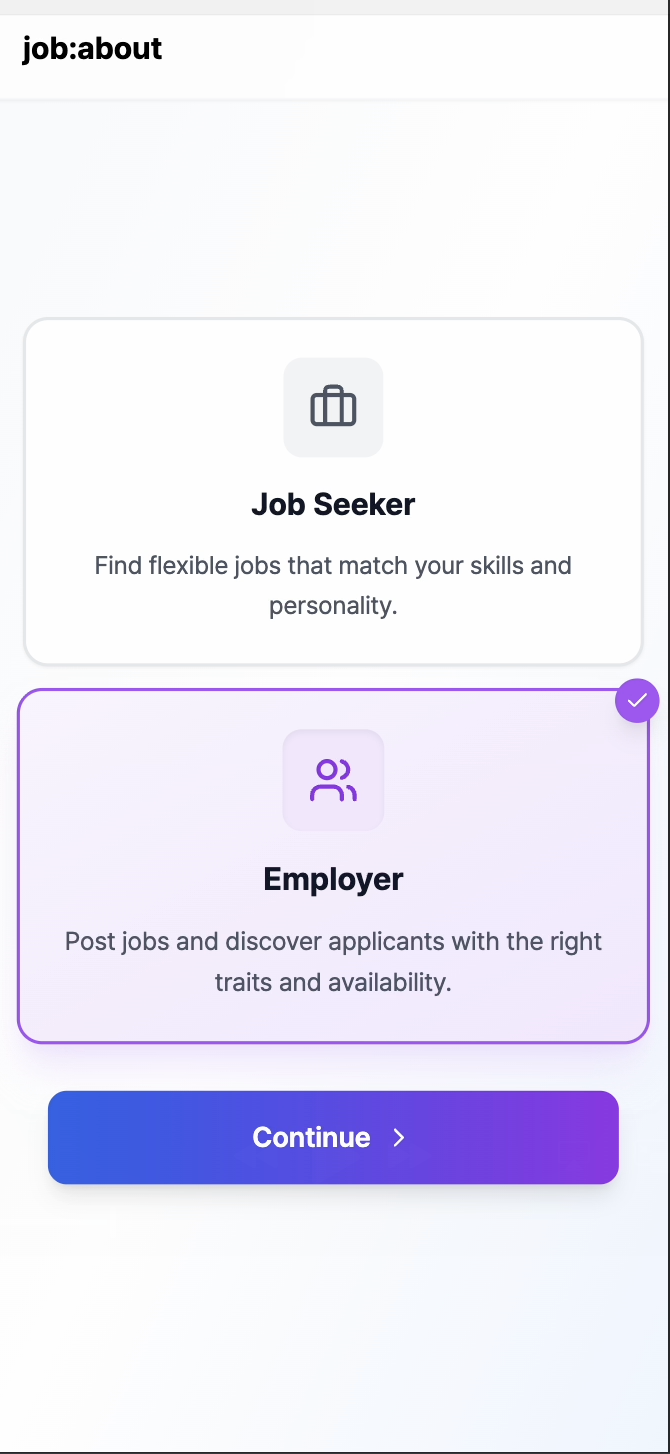 job:about
Job Seeker
Find flexible jobs that match your skills and
personality.
Employer
Post jobs and discover applicants with the right
traits and availability.
Continue